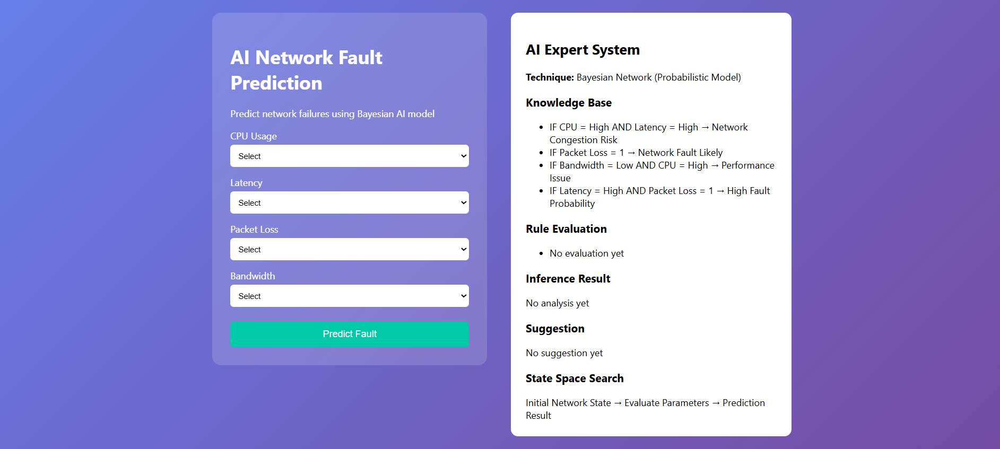 AI Network Fault
Prediction
Predict network failures using Bayesian AI model
CPU Usage
Select
Latency
Select
Packet Loss
Select
Bandwidth
Select
Predict Fault
AI Expert System
Technique: Bayesian Network (Probabilistic Model)
Knowledge Base
• IF CPU = High AND Latency = High → Network
Congestion Risk
• IF Packet Loss = 1 → Network Fault Likely
• IF Bandwidth = Low AND CPU = High → Performance
Issue
• IF Latency = High AND Packet Loss = 1 → High Fault
Probability
Rule Evaluation
• No evaluation yet
Inference Result
No analysis yet
Suggestion
No suggestion yet
State Space Search
Initial Network State → Evaluate Parameters → Prediction
Result